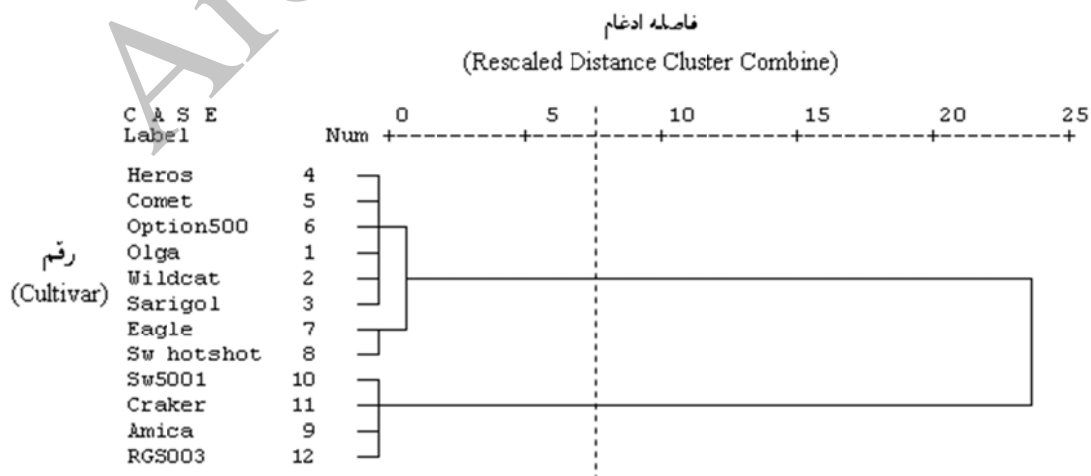 فاصله ادغام
(Rescaled Distance Cluster Combine)
C A S E 0 5 10 15 20 25
Label Num +---------+---------+---------+---------+---------+
Heros 4
Comet 5
Option500 6
Olga 1
Wildcat 2
Sarigol 3
Eagle 7
Sw hotshot 8
Sw5001 10
Craker 11
Amica 9
RGS003 12
رقم
(Cultivar)